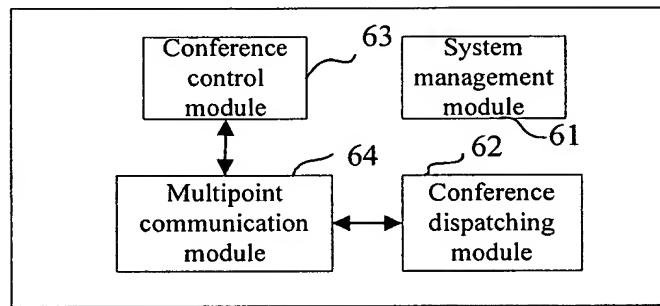 Conference
control
module
63
System
management
module
61
Multipoint
communication
module
64
Conference
dispatching
module
62